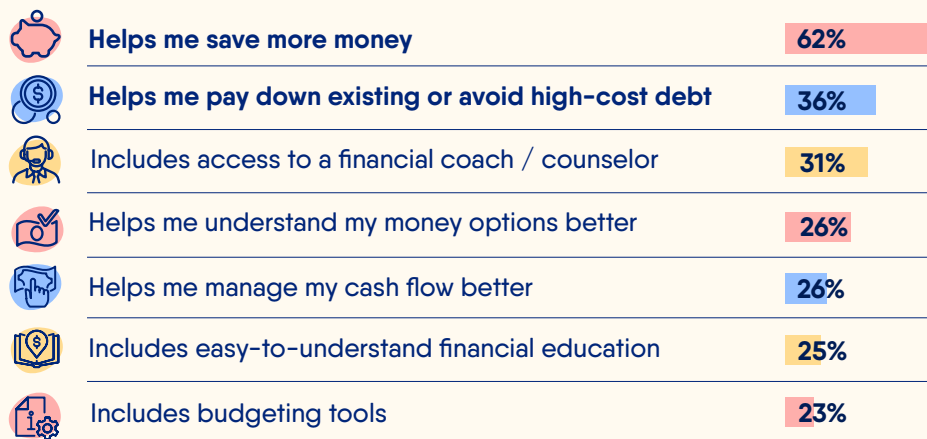 Helps me save more money 62%
Helps me pay down existing or avoid high-cost debt 36%
Includes access to a financial coach / counselor 31%
Helps me understand my money options better 26%
Helps me manage my cash flow better 26%
Includes easy-to-understand financial education 25%
Includes budgeting tools 23%